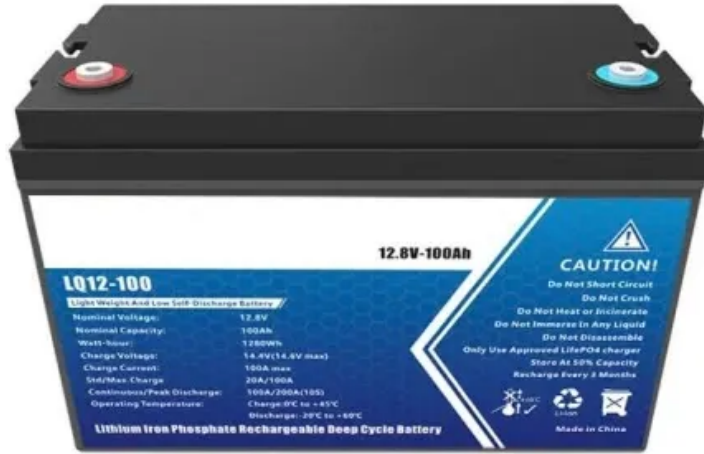 12.8V-100Ah
LQ12-100
Light Weight And Low Self-Discharge Battery
Nominal Voltage: 12.8V
Nominal Capacity: 100Ah
Watt-hour: 1280Wh
Charge Voltage: 14.4V(14.6V max)
Charge Current: 100A max
Std/Max Charge 20A/100A
Continuous/Peak Discharge: 100A/200A(10S)
Operating Temperature: Charge:0℃ to +45℃
Discharge:-20℃ to +60℃
Lithium Iron Phosphate Rechargeable Deep Cycle Battery
CAUTION!
Do Not Short Circuit
Do Not Crush
Do Not Heat or Incinerate
Do Not Immerse In Any Liquid
Do Not Disassemble
Only Use Approved LifePO4 charger
Store At 50% Capacity
Recharge Every 3 Months
Li-ion
Made in China